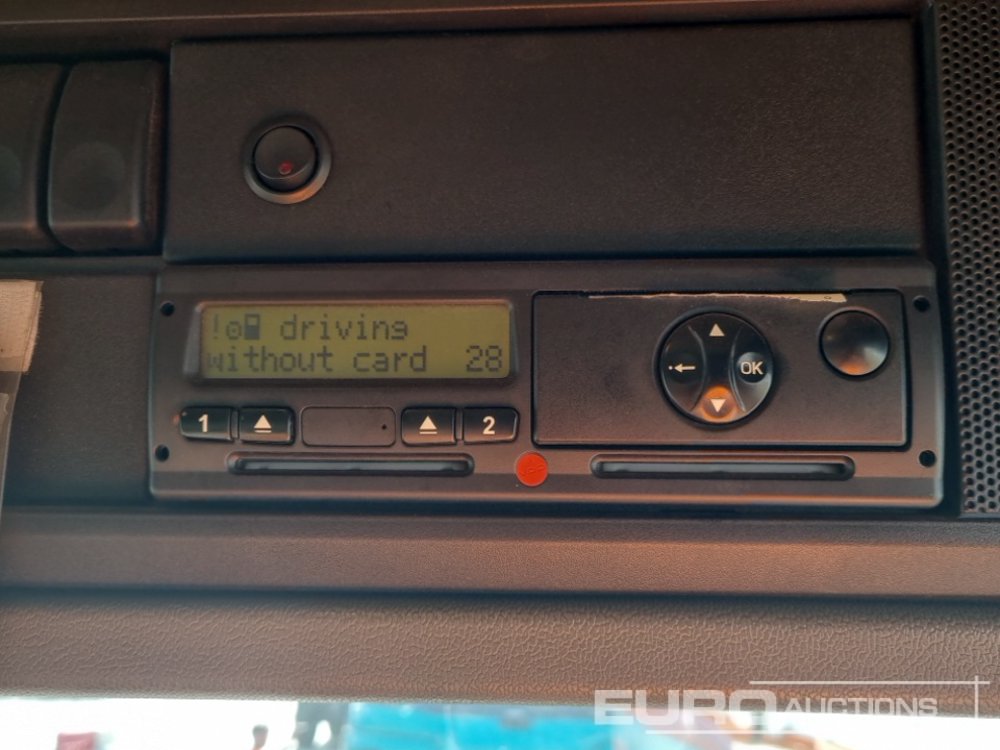 ! driving
without card 28
1
2
OK
EURO AUCTIONS